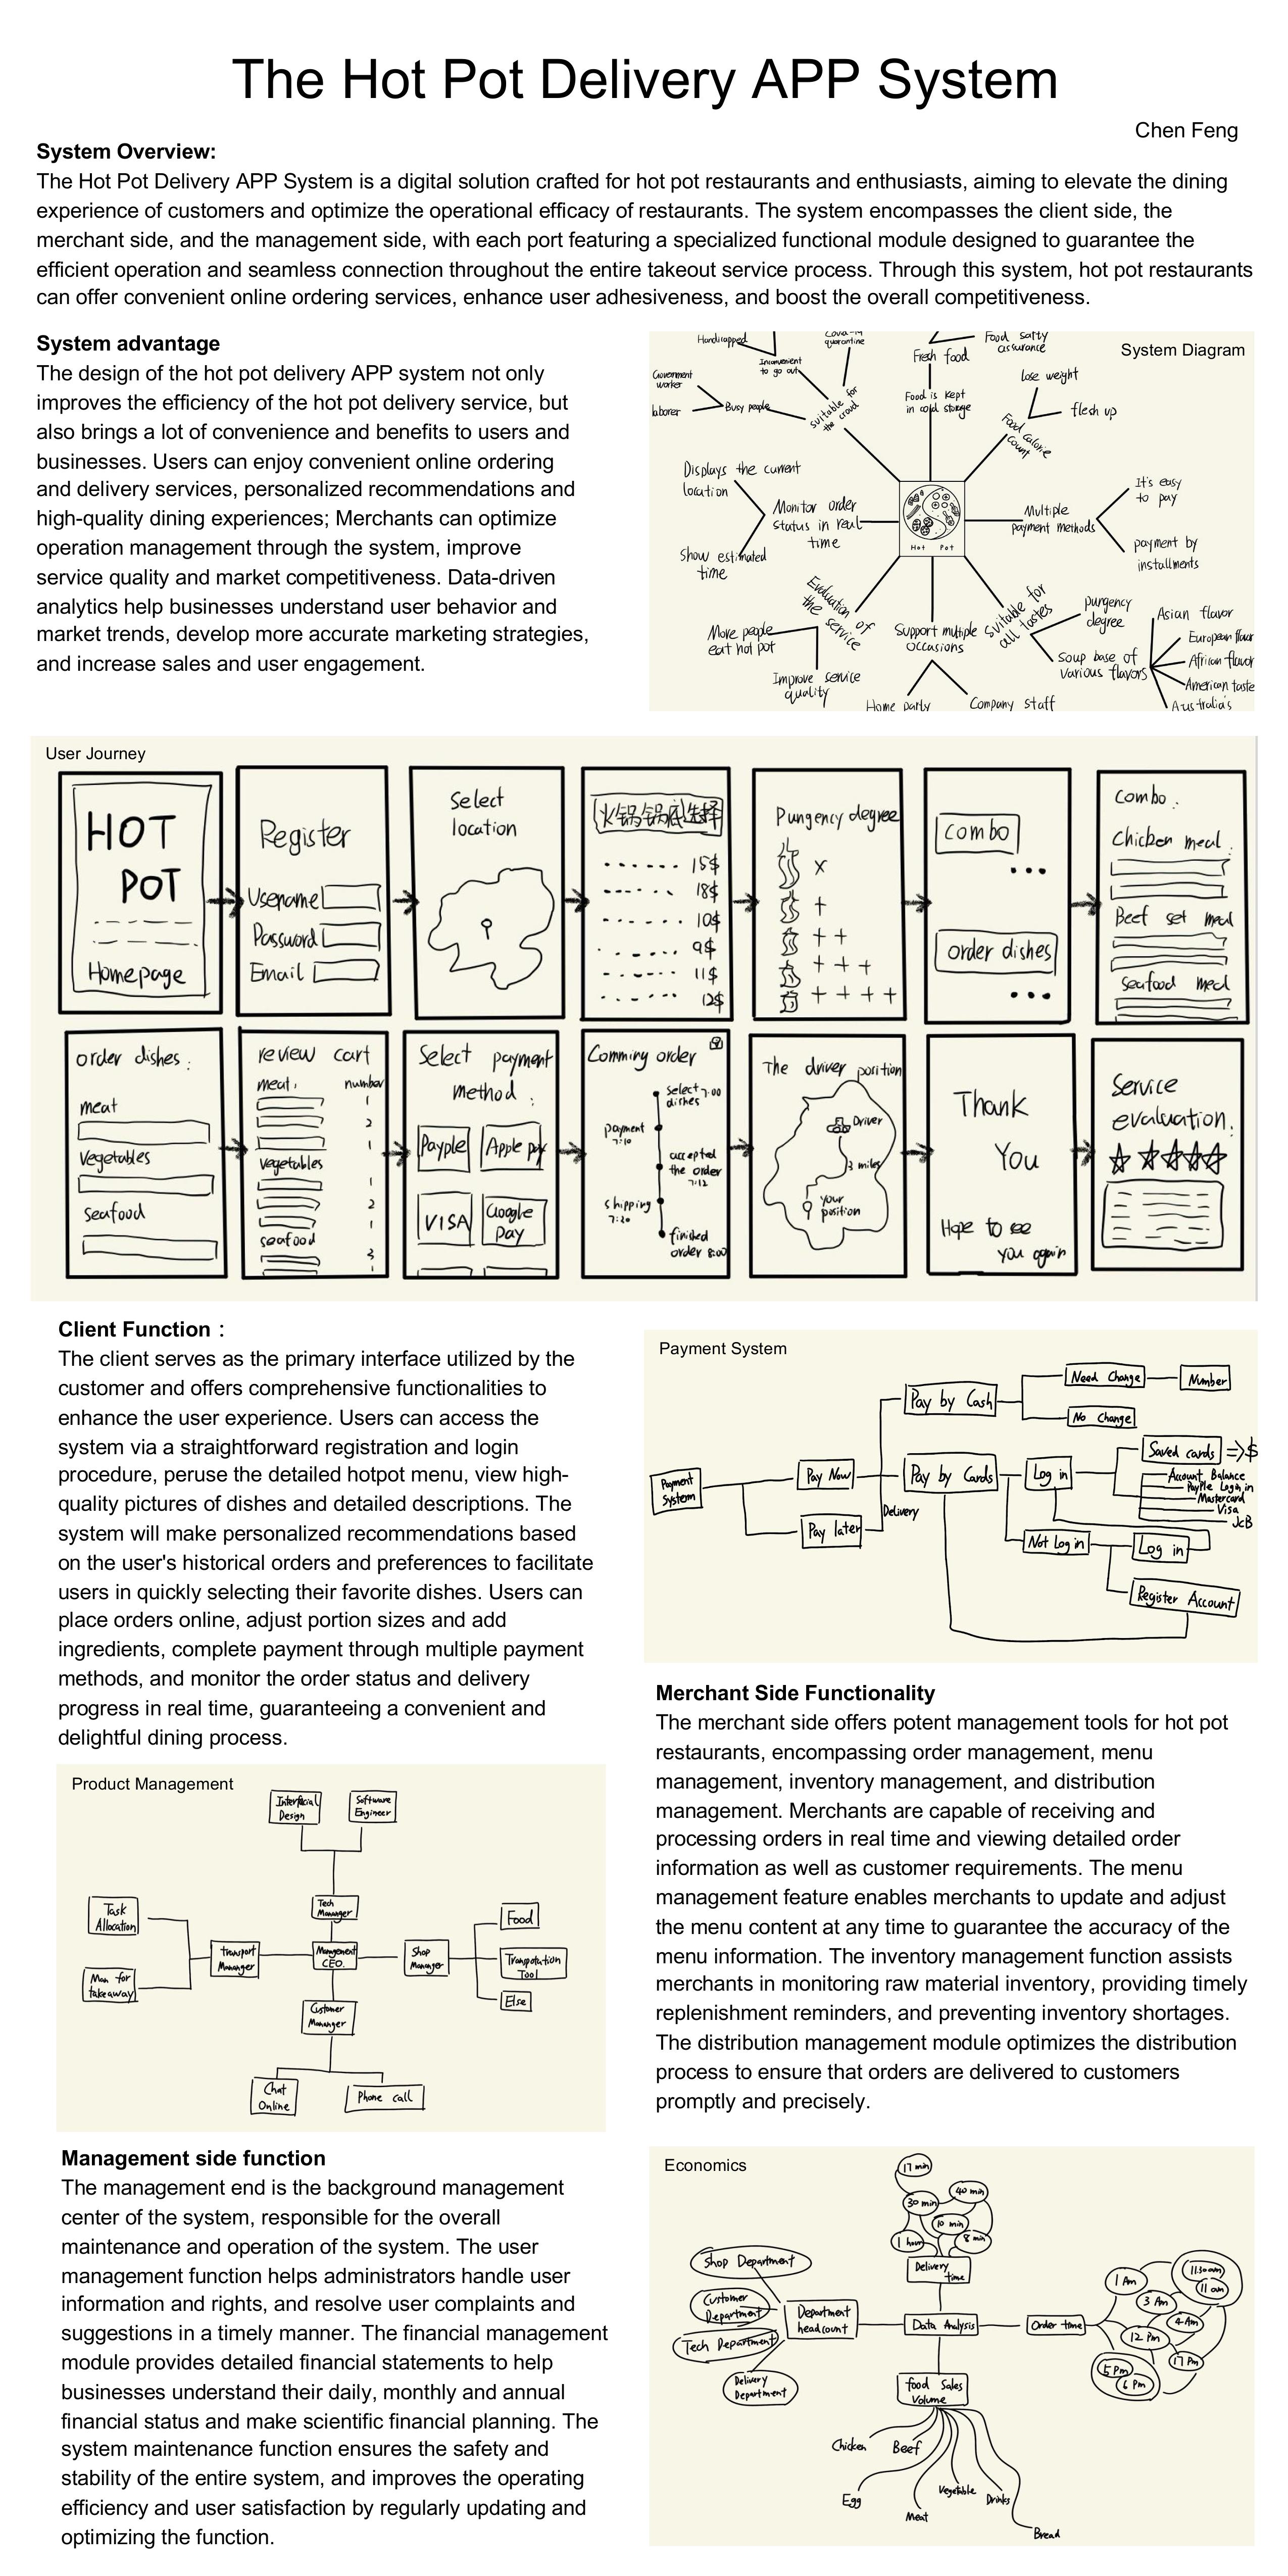 The Hot Pot Delivery APP System
Chen Feng
System Overview:
The Hot Pot Delivery APP System is a digital solution crafted for hot pot restaurants and enthusiasts, aiming to elevate the dining
experience of customers and optimize the operational efficacy of restaurants. The system encompasses the client side, the
merchant side, and the management side, with each port featuring a specialized functional module designed to guarantee the
efficient operation and seamless connection throughout the entire takeout service process. Through this system, hot pot restaurants
can offer convenient online ordering services, enhance user adhesiveness, and boost the overall competitiveness.
System advantage
The design of the hot pot delivery APP system not only
improves the efficiency of the hot pot delivery service, but
also brings a lot of convenience and benefits to users and
businesses. Users can enjoy convenient online ordering
and delivery services, personalized recommendations and
high-quality dining experiences; Merchants can optimize
operation management through the system, improve
service quality and market competitiveness. Data-driven
analytics help businesses understand user behavior and
market trends, develop more accurate marketing strategies,
and increase sales and user engagement.
System Diagram
Handicapped
Inconvenient
to go out
quarantine
Government
worker
laborer
Busy people
suitable for
the crowd
Fresh food
Food safty
assurance
Food is kept
in cold storage
lose weight
flesh up
Food calorie
count
Displays the current
location
Monitor order
status in real
time
Show estimated
time
Hot Pot
Multiple
payment methods
It's easy
to pay
payment by
installments
Evaluation of
the service
More people
eat hot pot
Improve service
quality
Support multiple
occasions
Home party
Company staff
Suitable for
all tastes
pungency
degree
soup base of
various flavors
Asian flavor
European flavor
African flavor
American taste
Australia's
User Journey
HOT
POT
Homepage
Register
Usename
Password
Email
Select
location
火锅锅底选择
15$
18$
10$
9$
11$
12$
Pungency degree
x
+
+ +
+ + +
+ + + +
combo
...
order dishes
...
combo:
Chicken meal:
Beef set meal
seafood meal
order dishes:
meat
Vegetables
Seafood
review cart
meat: number
1
2
1
vegetables
1
2
1
seafood
3
1
Select payment
method:
Payple
Apple pay
VISA
Google
Pay
Comming order
select 7:00
dishes
payment
7:10
accepted
the order
7:12
shipping
7:20
finished
order 8:00
The driver position
Driver
3 miles
your
position
Thank
You
Hope to see
you again
Service
evaluation:
Client Function：
The client serves as the primary interface utilized by the
customer and offers comprehensive functionalities to
enhance the user experience. Users can access the
system via a straightforward registration and login
procedure, peruse the detailed hotpot menu, view high-
quality pictures of dishes and detailed descriptions. The
system will make personalized recommendations based
on the user's historical orders and preferences to facilitate
users in quickly selecting their favorite dishes. Users can
place orders online, adjust portion sizes and add
ingredients, complete payment through multiple payment
methods, and monitor the order status and delivery
progress in real time, guaranteeing a convenient and
delightful dining process.
Payment System
Payment
System
Pay Now
Pay later
Delivery
Pay by Cash
Need Change
Number
No Change
Pay by Cards
Log in
Saved cards =>$
Account Balance
Payple Login in
Mastercard
Visa
JcB
Not Log in
Log in
Register Account
Product Management
Interfacial
Design
Software
Engineer
Tech
Mananger
Task
Allocation
Man for
takeaway
Transport
Mananger
Mangement
CEO
Shop
Mananger
Food
Tranpotation
Tool
Else
Customer
Mananger
Chat
Online
Phone call
Merchant Side Functionality
The merchant side offers potent management tools for hot pot
restaurants, encompassing order management, menu
management, inventory management, and distribution
management. Merchants are capable of receiving and
processing orders in real time and viewing detailed order
information as well as customer requirements. The menu
management feature enables merchants to update and adjust
the menu content at any time to guarantee the accuracy of the
menu information. The inventory management function assists
merchants in monitoring raw material inventory, providing timely
replenishment reminders, and preventing inventory shortages.
The distribution management module optimizes the distribution
process to ensure that orders are delivered to customers
promptly and precisely.
Management side function
The management end is the background management
center of the system, responsible for the overall
maintenance and operation of the system. The user
management function helps administrators handle user
information and rights, and resolve user complaints and
suggestions in a timely manner. The financial management
module provides detailed financial statements to help
businesses understand their daily, monthly and annual
financial status and make scientific financial planning. The
system maintenance function ensures the safety and
stability of the entire system, and improves the operating
efficiency and user satisfaction by regularly updating and
optimizing the function.
Economics
17 min
30 min
40 min
10 min
1 hour
8 min
Delivery
time
Shop Department
Customer
Department
Tech Department
Delivery
Department
Department
headcount
Data Analysis
Order time
1 Am
3 Am
11:30 am
11 am
4 Am
12 Pm
17 Pm
5 Pm
6 Pm
food Sales
Volume
Chicken
Beef
Egg
Meat
Vegetable
Drinks
Bread